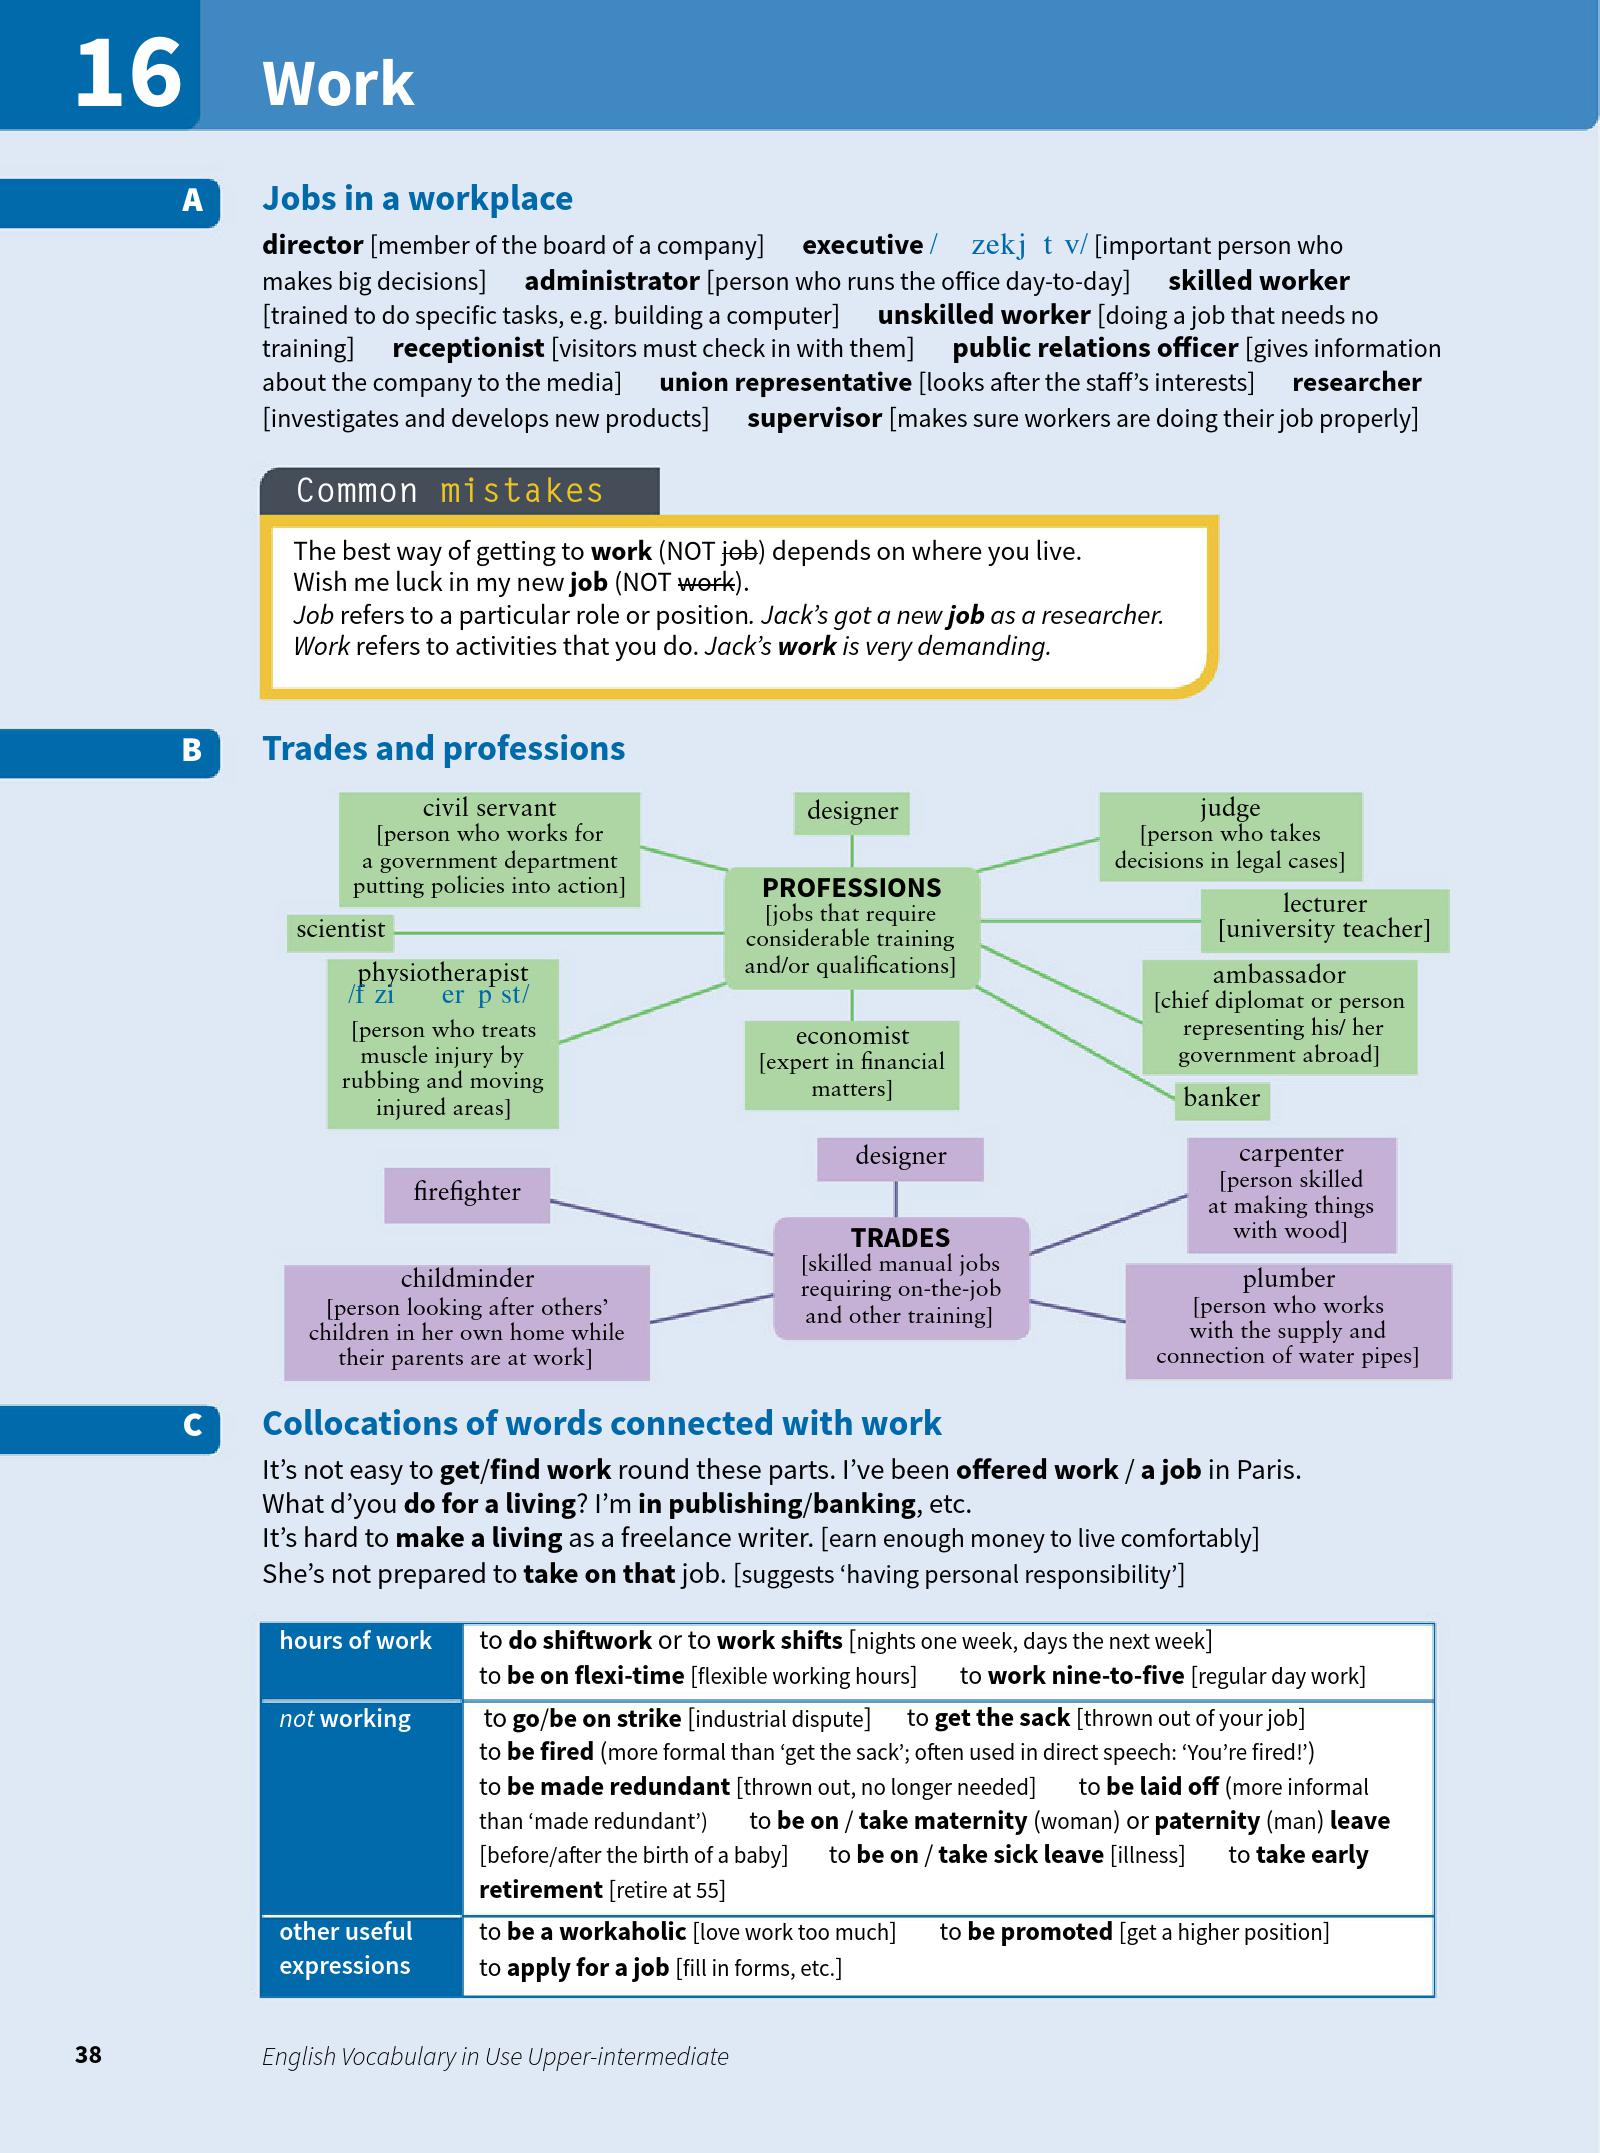 16 Work
A Jobs in a workplace
director [member of the board of a company] executive / zekj t v/ [important person who
makes big decisions] administrator [person who runs the office day-to-day] skilled worker
[trained to do specific tasks, e.g. building a computer] unskilled worker [doing a job that needs no
training] receptionist [visitors must check in with them] public relations officer [gives information
about the company to the media] union representative [looks after the staff’s interests] researcher
[investigates and develops new products] supervisor [makes sure workers are doing their job properly]
Common mistakes
The best way of getting to work (NOT job) depends on where you live.
Wish me luck in my new job (NOT work).
Job refers to a particular role or position. Jack’s got a new job as a researcher.
Work refers to activities that you do. Jack’s work is very demanding.
B Trades and professions
civil servant
[person who works for
a government department
putting policies into action]
designer
judge
[person who takes
decisions in legal cases]
PROFESSIONS
[jobs that require
considerable training
and/or qualifications]
lecturer
[university teacher]
scientist
physiotherapist
/f zi er p st/
[person who treats
muscle injury by
rubbing and moving
injured areas]
economist
[expert in financial
matters]
ambassador
[chief diplomat or person
representing his/ her
government abroad]
banker
designer
carpenter
[person skilled
at making things
with wood]
firefighter
TRADES
[skilled manual jobs
requiring on-the-job
and other training]
childminder
[person looking after others’
children in her own home while
their parents are at work]
plumber
[person who works
with the supply and
connection of water pipes]
C Collocations of words connected with work
It’s not easy to get/find work round these parts. I’ve been offered work / a job in Paris.
What d’you do for a living? I’m in publishing/banking, etc.
It’s hard to make a living as a freelance writer. [earn enough money to live comfortably]
She’s not prepared to take on that job. [suggests ‘having personal responsibility’]
hours of work to do shiftwork or to work shifts [nights one week, days the next week]
to be on flexi-time [flexible working hours] to work nine-to-five [regular day work]
not working to go/be on strike [industrial dispute] to get the sack [thrown out of your job]
to be fired (more formal than ‘get the sack’; often used in direct speech: ‘You’re fired!’)
to be made redundant [thrown out, no longer needed] to be laid off (more informal
than ‘made redundant’) to be on / take maternity (woman) or paternity (man) leave
[before/after the birth of a baby] to be on / take sick leave [illness] to take early
retirement [retire at 55]
other useful to be a workaholic [love work too much] to be promoted [get a higher position]
expressions to apply for a job [fill in forms, etc.]
38 English Vocabulary in Use Upper-intermediate